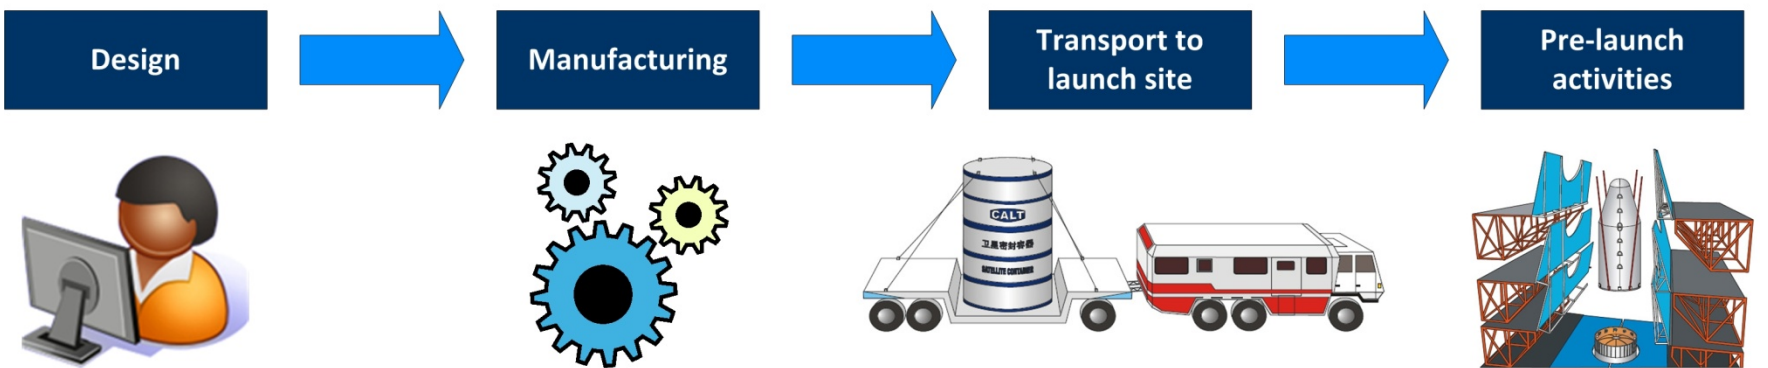 Design
Manufacturing
Transport to
launch site
Pre-launch
activities
CALT
卫星密封容器
SATELLITE CONTAINER